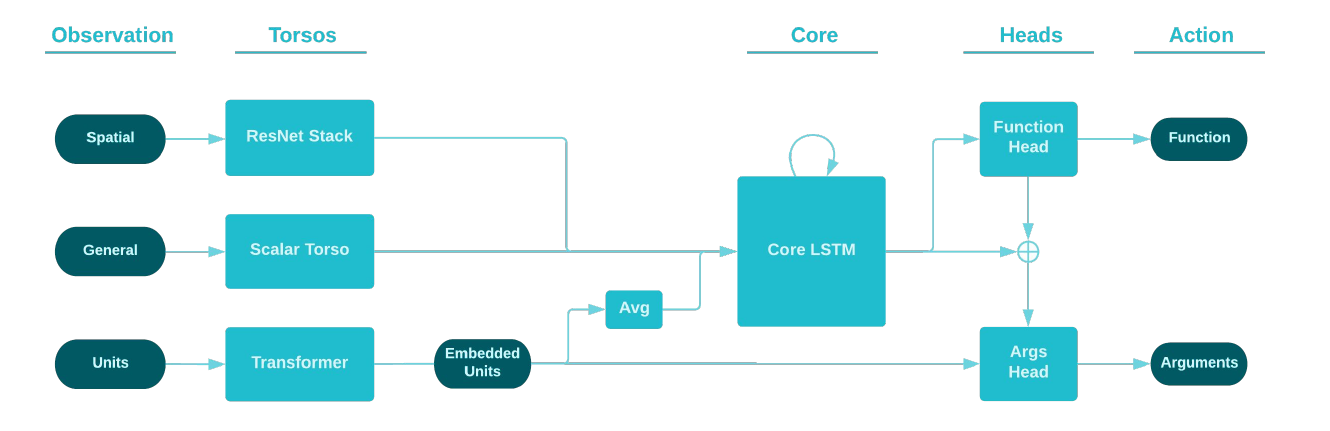 Observation
Torsos
Core
Heads
Action
Spatial
ResNet Stack
Function
Head
Function
General
Scalar Torso
Core LSTM
Avg
Units
Transformer
Embedded
Units
Args
Head
Arguments